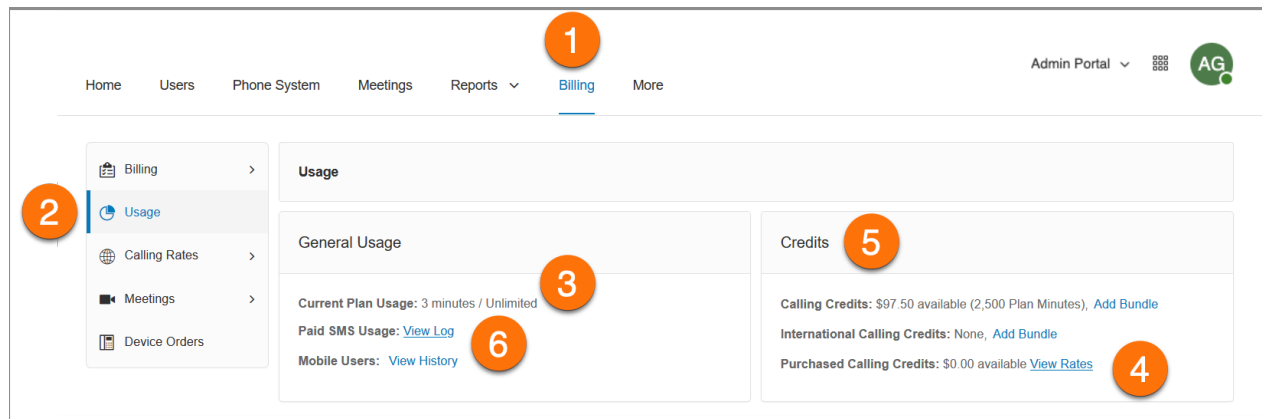 1
Admin Portal
AG
Home Users Phone System Meetings Reports Billing More
Billing
Usage
2
Usage
Calling Rates
Meetings
Device Orders
General Usage
3
Current Plan Usage: 3 minutes / Unlimited
Paid SMS Usage: View Log
6
Mobile Users: View History
Credits
5
Calling Credits: $97.50 available (2,500 Plan Minutes), Add Bundle
International Calling Credits: None, Add Bundle
Purchased Calling Credits: $0.00 available View Rates
4